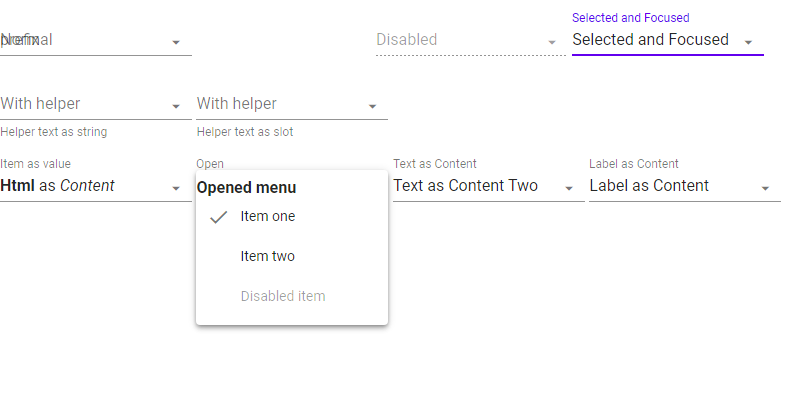 Selected and Focused
Disabled
Selected and Focused
With helper
With helper
Helper text as string
Helper text as slot
Item as value
Open
Text as Content
Label as Content
Html as Content
Opened menu
Text as Content Two
Label as Content
Item one
Item two
Disabled item